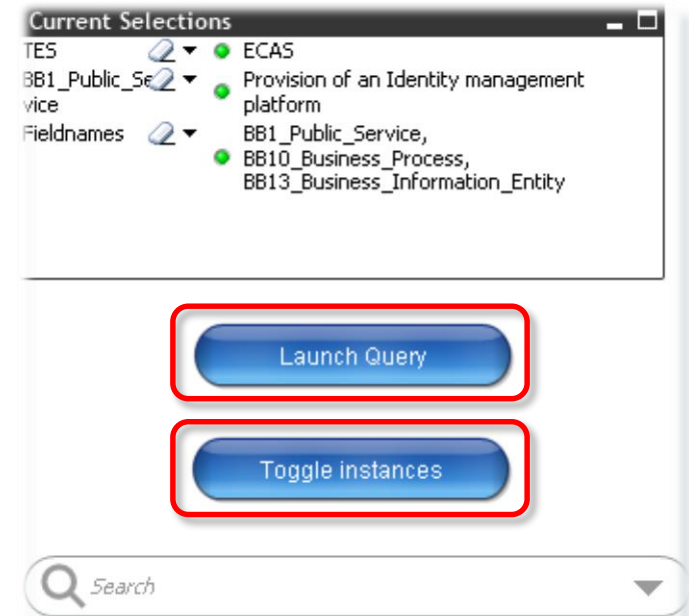 Current Selections
TES ECAS
BB1_Public_Se Provision of an Identity management
vice platform
Fieldnames BB1_Public_Service,
BB10_Business_Process,
BB13_Business_Information_Entity
Launch Query
Toggle instances
Search